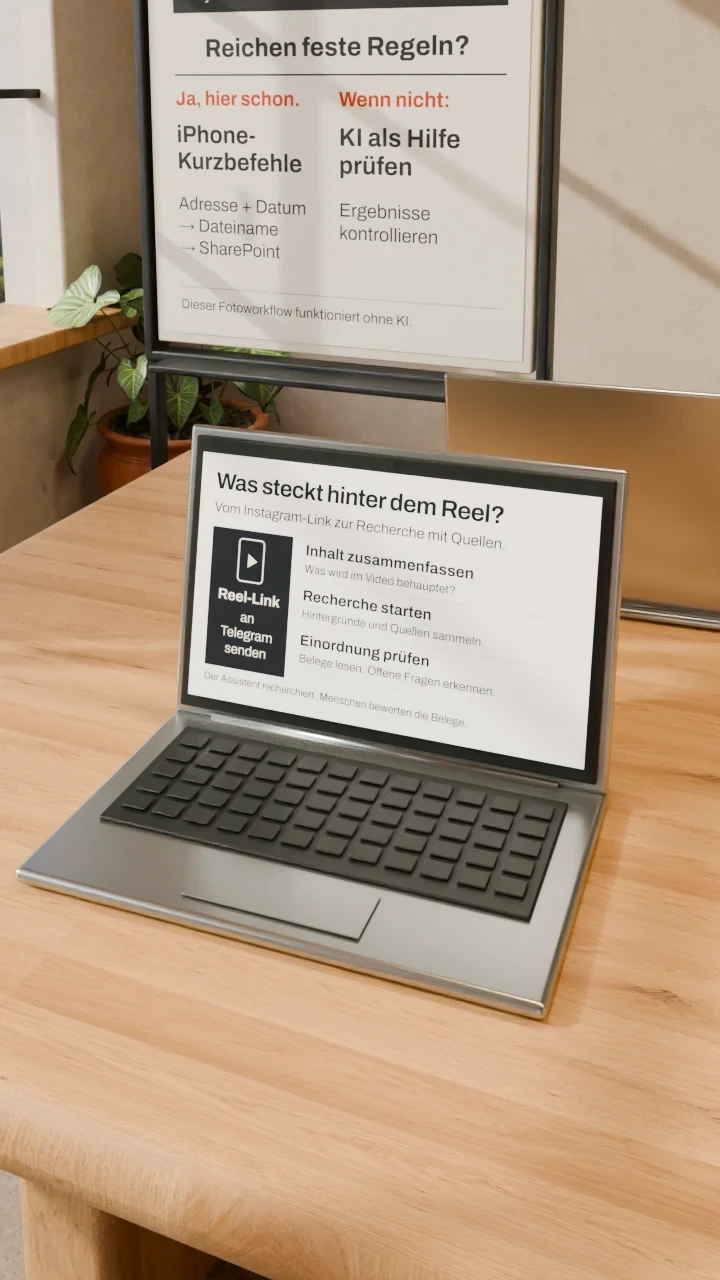 Reichen feste Regeln?
Ja, hier schon.
iPhone-
Kurzbefehle
Adresse + Datum
→ Dateiname
→ SharePoint
Wenn nicht:
KI als Hilfe
prüfen
Ergebnisse
kontrollieren
Dieser Fotoworkflow funktioniert ohne KI.
Was steckt hinter dem Reel?
Vom Instagram-Link zur Recherche mit Quellen.
Reel-Link
an
Telegram
senden
Inhalt zusammenfassen
Was wird im Video behauptet?
Recherche starten
Hintergründe und Quellen sammeln.
Einordnung prüfen
Belege lesen. Offene Fragen erkennen.
Der Assistent recherchiert. Menschen bewerten die Belege.